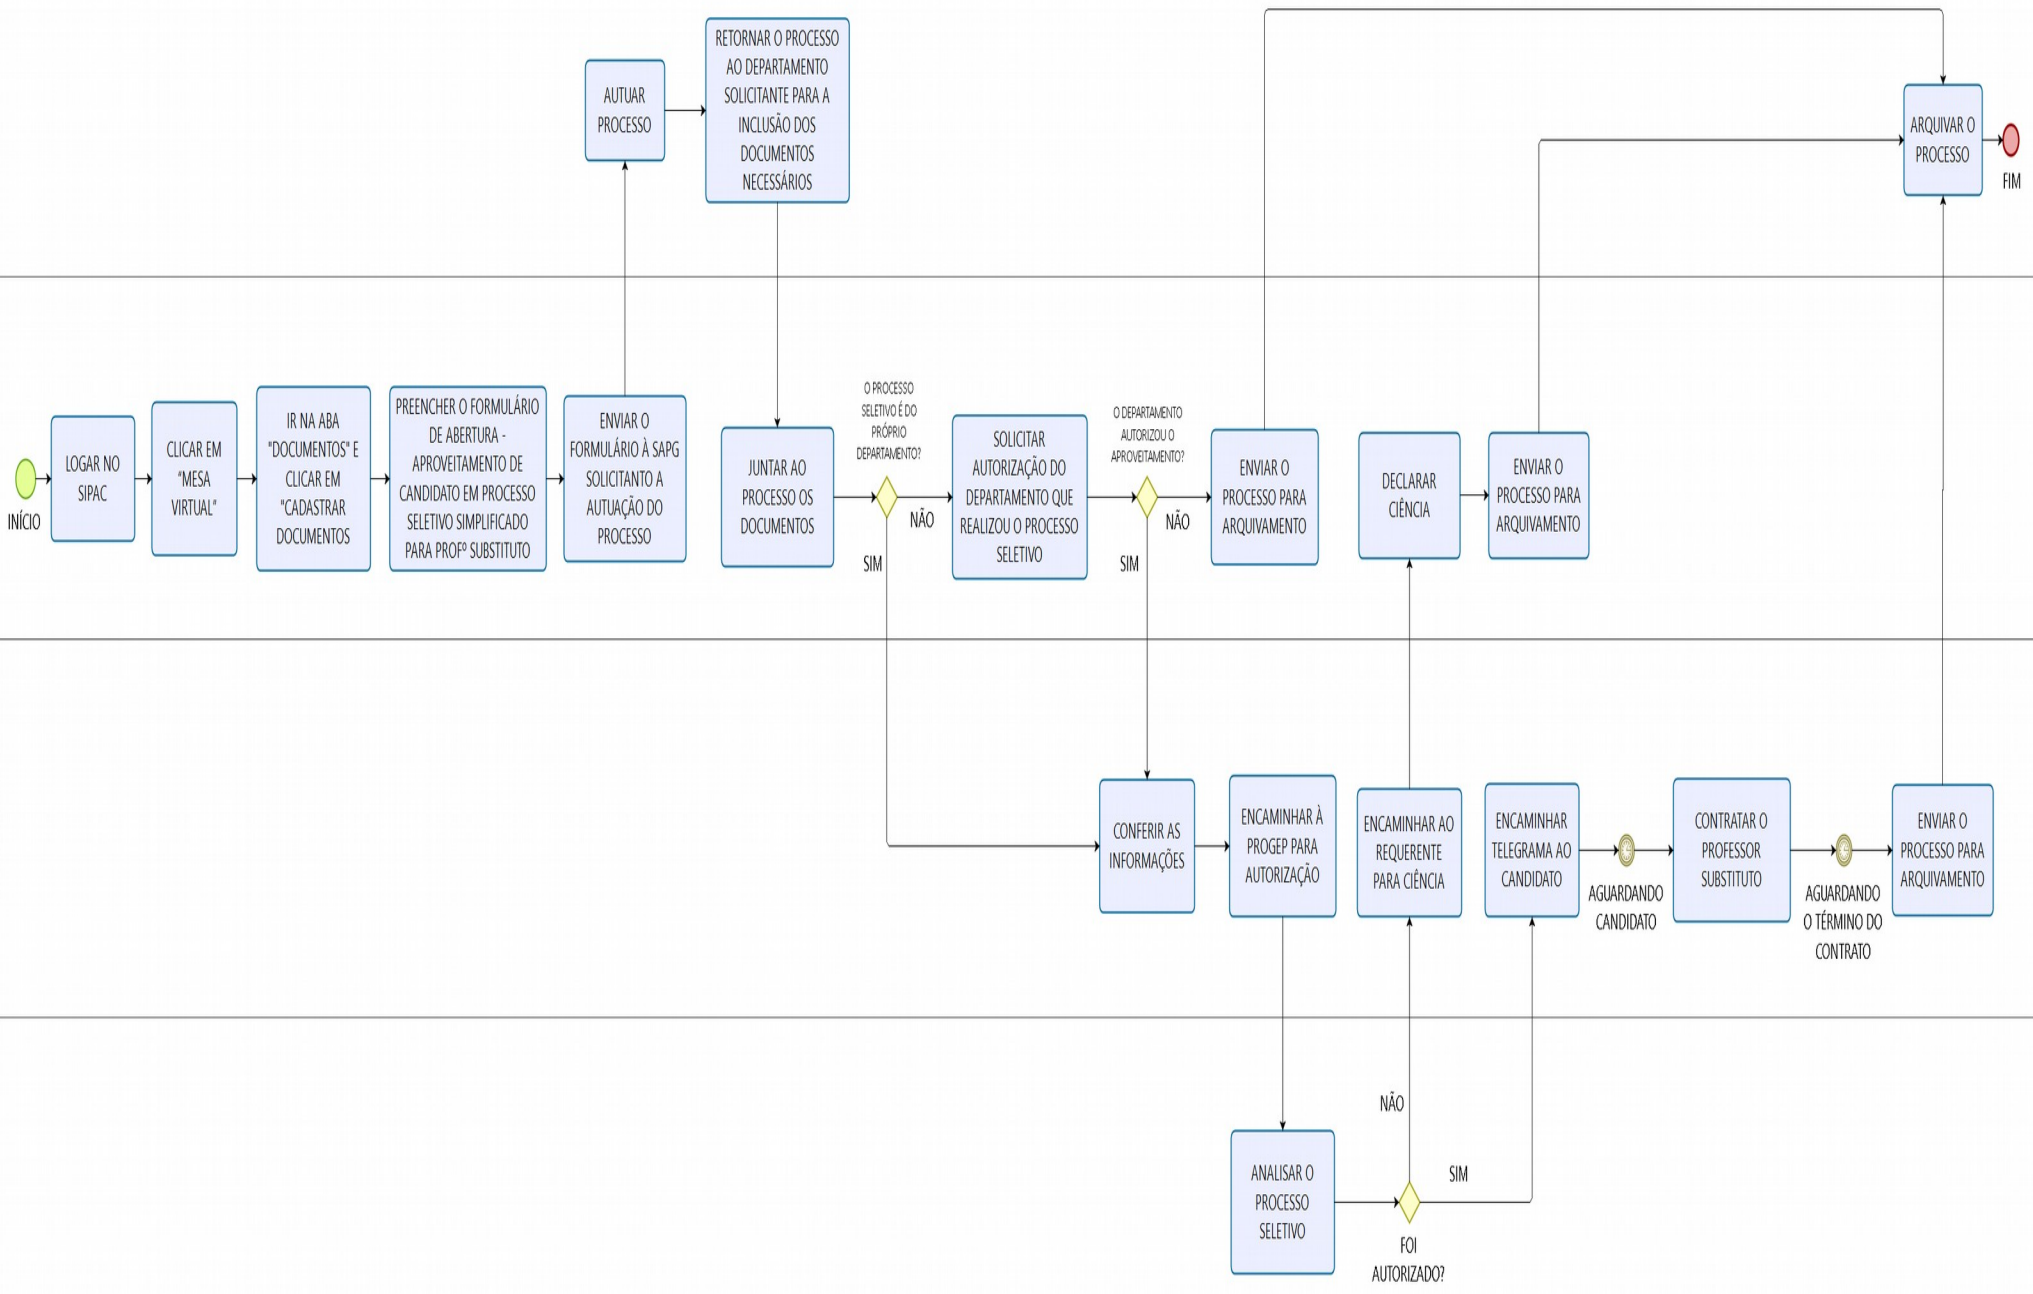 RETORNAR O PROCESSO
AO DEPARTAMENTO
SOLICITANTE PARA A
INCLUSÃO DOS
DOCUMENTOS
NECESSÁRIOS
AUTUAR
PROCESSO
ARQUIVAR O
PROCESSO
FIM
INÍCIO
LOGAR NO
SIPAC
CLICAR EM
“MESA
VIRTUAL”
IR NA ABA
"DOCUMENTOS" E
CLICAR EM
"CADASTRAR
DOCUMENTOS
PREENCHER O FORMULÁRIO
DE ABERTURA -
APROVEITAMENTO DE
CANDIDATO EM PROCESSO
SELETIVO SIMPLIFICADO
PARA PROFº SUBSTITUTO
ENVIAR O
FORMULÁRIO À SAPG
SOLICITANTO A
AUTUAÇÃO DO
PROCESSO
JUNTAR AO
PROCESSO OS
DOCUMENTOS
O PROCESSO
SELETIVO É DO
PRÓPRIO
DEPARTAMENTO?
NÃO
SIM
SOLICITAR
AUTORIZAÇÃO DO
DEPARTAMENTO QUE
REALIZOU O PROCESSO
SELETIVO
O DEPARTAMENTO
AUTORIZOU O
APROVEITAMENTO?
NÃO
SIM
ENVIAR O
PROCESSO PARA
ARQUIVAMENTO
DECLARAR
CIÊNCIA
ENVIAR O
PROCESSO PARA
ARQUIVAMENTO
CONFERIR AS
INFORMAÇÕES
ENCAMINHAR À
PROGEP PARA
AUTORIZAÇÃO
ENCAMINHAR AO
REQUERENTE
PARA CIÊNCIA
ENCAMINHAR
TELEGRAMA AO
CANDIDATO
AGUARDANDO
CANDIDATO
CONTRATAR O
PROFESSOR
SUBSTITUTO
AGUARDANDO
O TÉRMINO DO
CONTRATO
ENVIAR O
PROCESSO PARA
ARQUIVAMENTO
ANALISAR O
PROCESSO
SELETIVO
NÃO
SIM
FOI
AUTORIZADO?